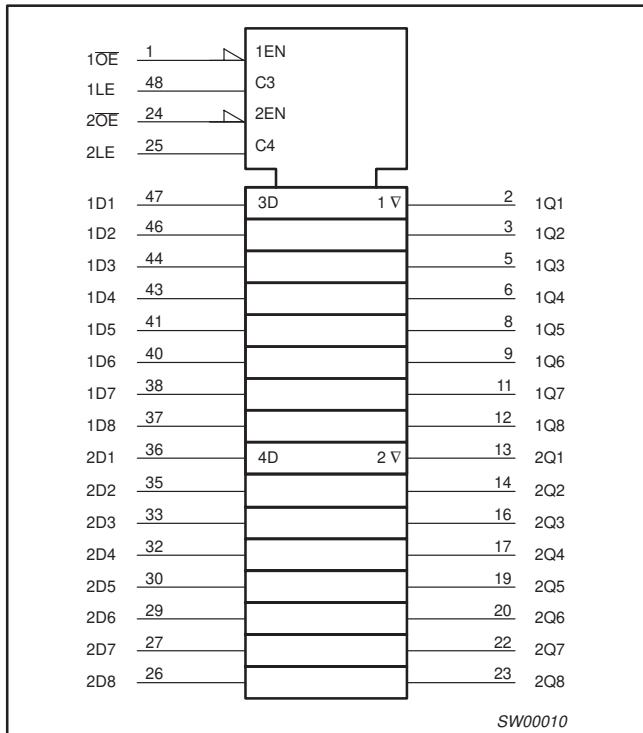 1OE 1 1EN
1LE 48 C3
2OE 24 2EN
2LE 25 C4
1D1 47 3D 1 ∇ 2 1Q1
1D2 46 3 1Q2
1D3 44 5 1Q3
1D4 43 6 1Q4
1D5 41 8 1Q5
1D6 40 9 1Q6
1D7 38 11 1Q7
1D8 37 12 1Q8
2D1 36 4D 2 ∇ 13 2Q1
2D2 35 14 2Q2
2D3 33 16 2Q3
2D4 32 17 2Q4
2D5 30 19 2Q5
2D6 29 20 2Q6
2D7 27 22 2Q7
2D8 26 23 2Q8
SW00010